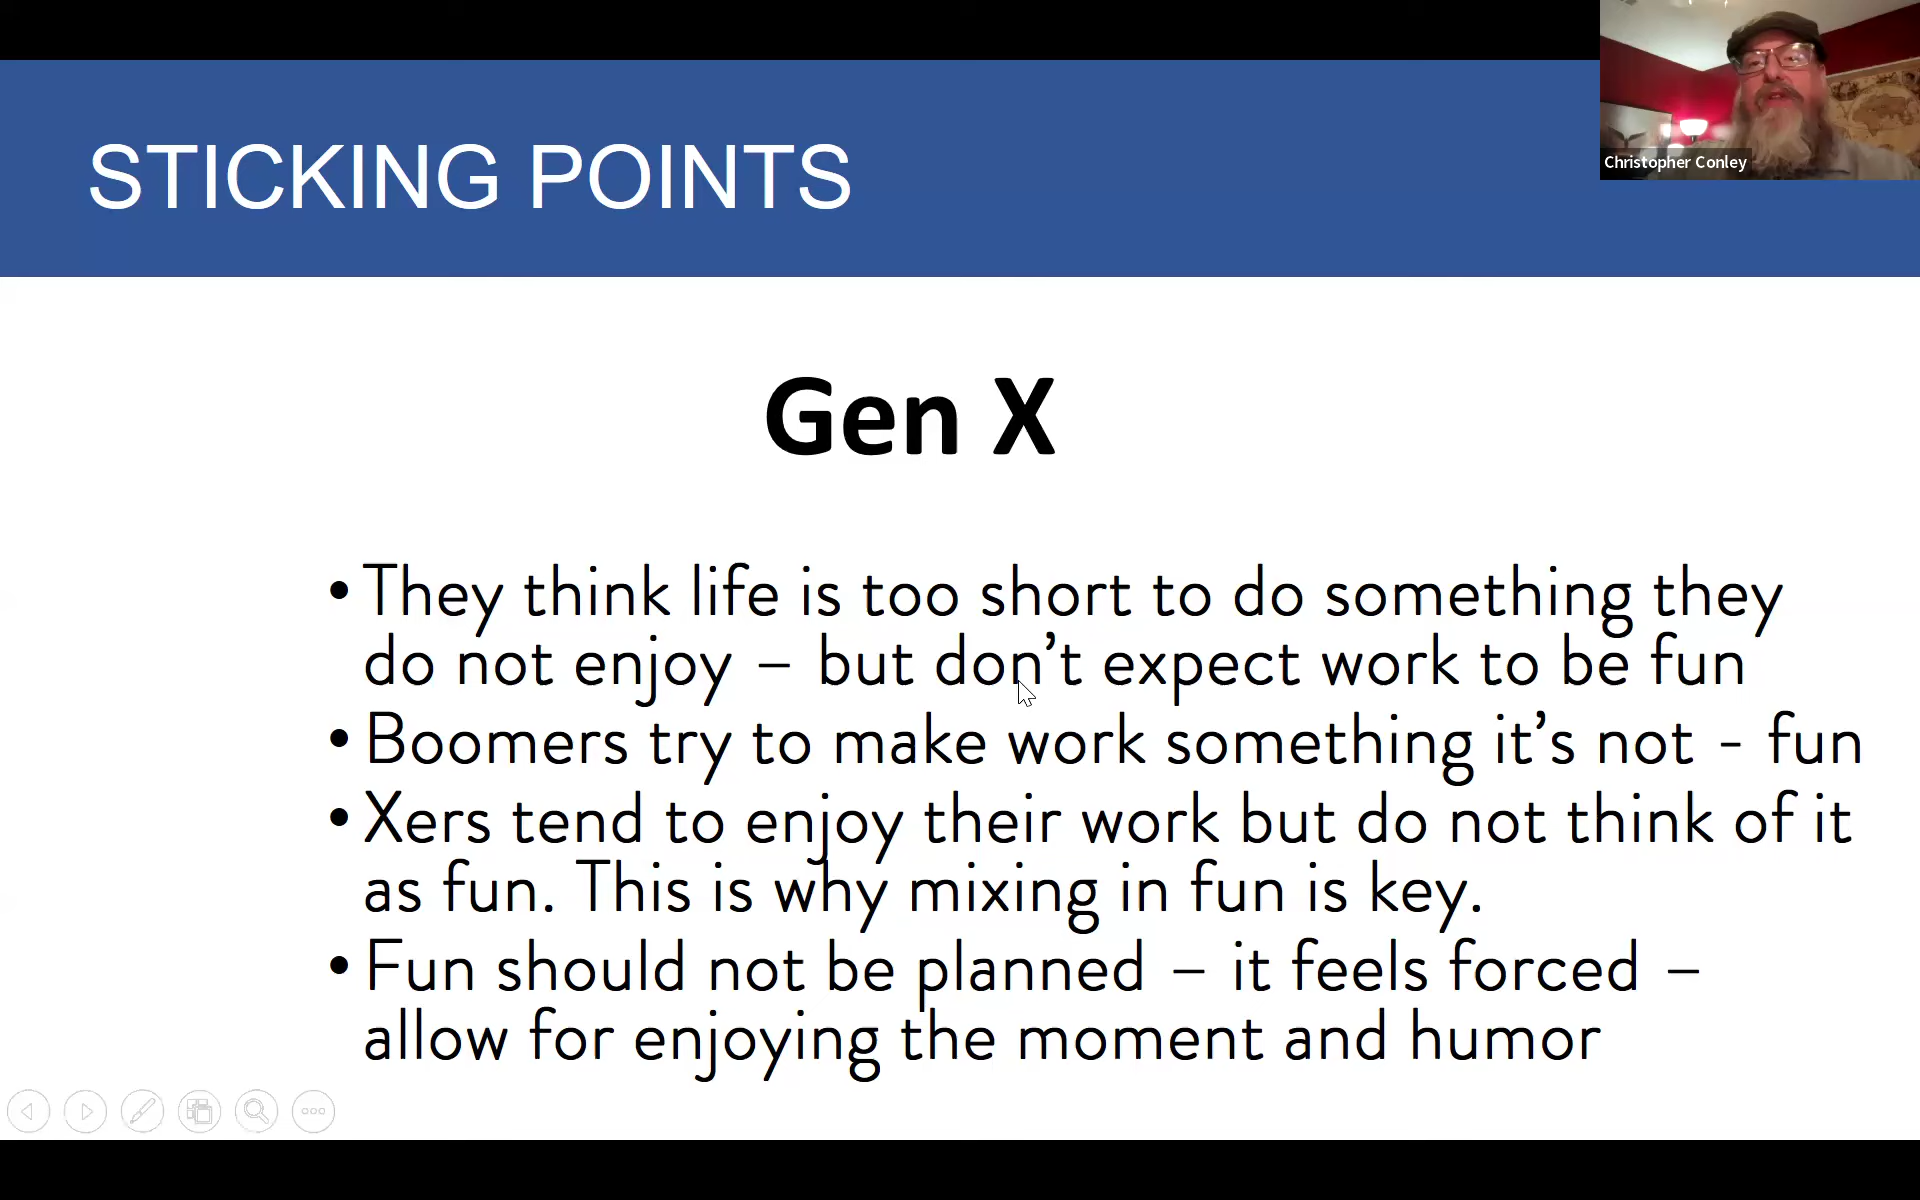 STICKING POINTS
Christopher Conley
Gen X
• They think life is too short to do something they
do not enjoy – but don’t expect work to be fun
• Boomers try to make work something it’s not - fun
• Xers tend to enjoy their work but do not think of it
as fun. This is why mixing in fun is key.
• Fun should not be planned – it feels forced –
allow for enjoying the moment and humor